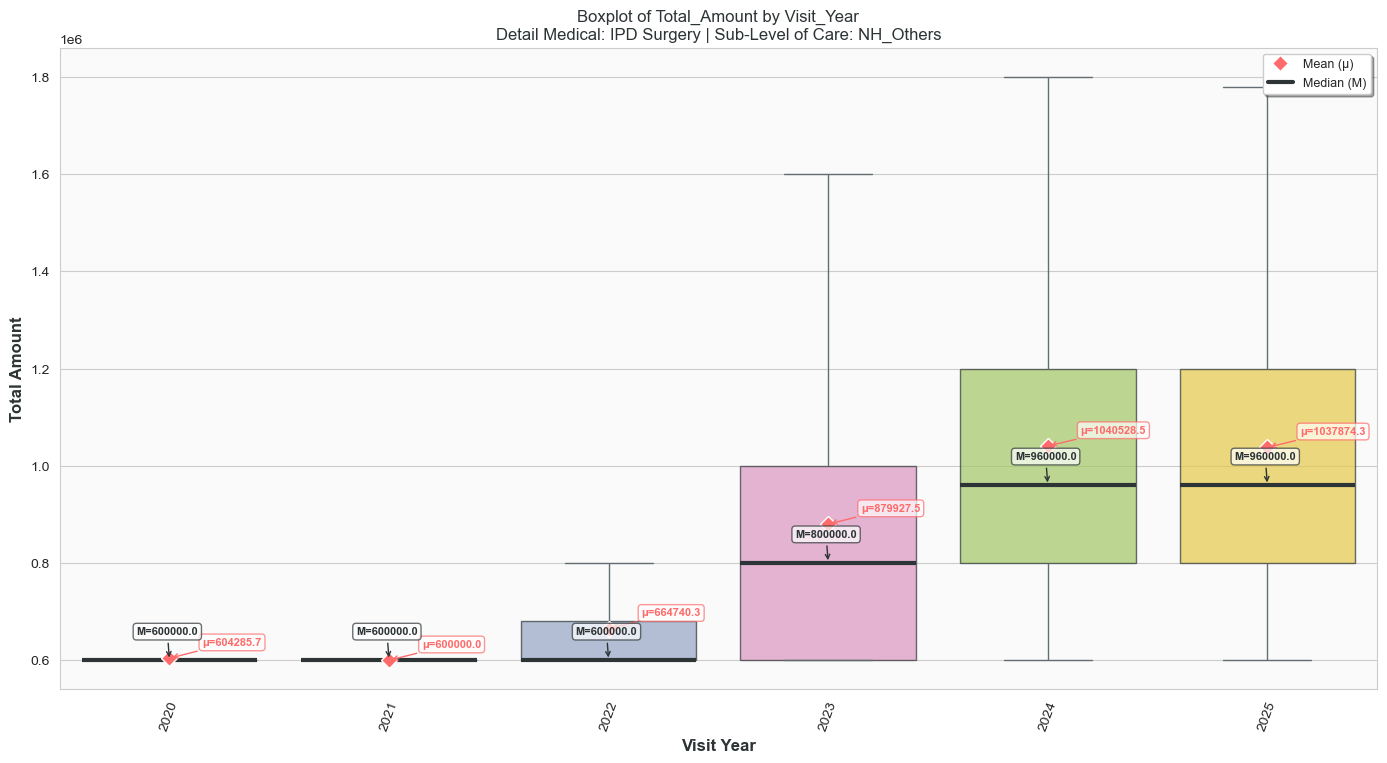 Boxplot of Total_Amount by Visit_Year
Detail Medical: IPD Surgery | Sub-Level of Care: NH_Others
1e6
Mean (μ)
Median (M)
1.8
1.6
1.4
1.2
1.0
0.8
0.6
Total Amount
M=600000.0
μ=604285.7
M=600000.0
μ=600000.0
M=600000.0
μ=664740.3
M=800000.0
μ=879927.5
M=960000.0
μ=1040528.5
M=960000.0
μ=1037874.3
2020
2021
2022
2023
2024
2025
Visit Year